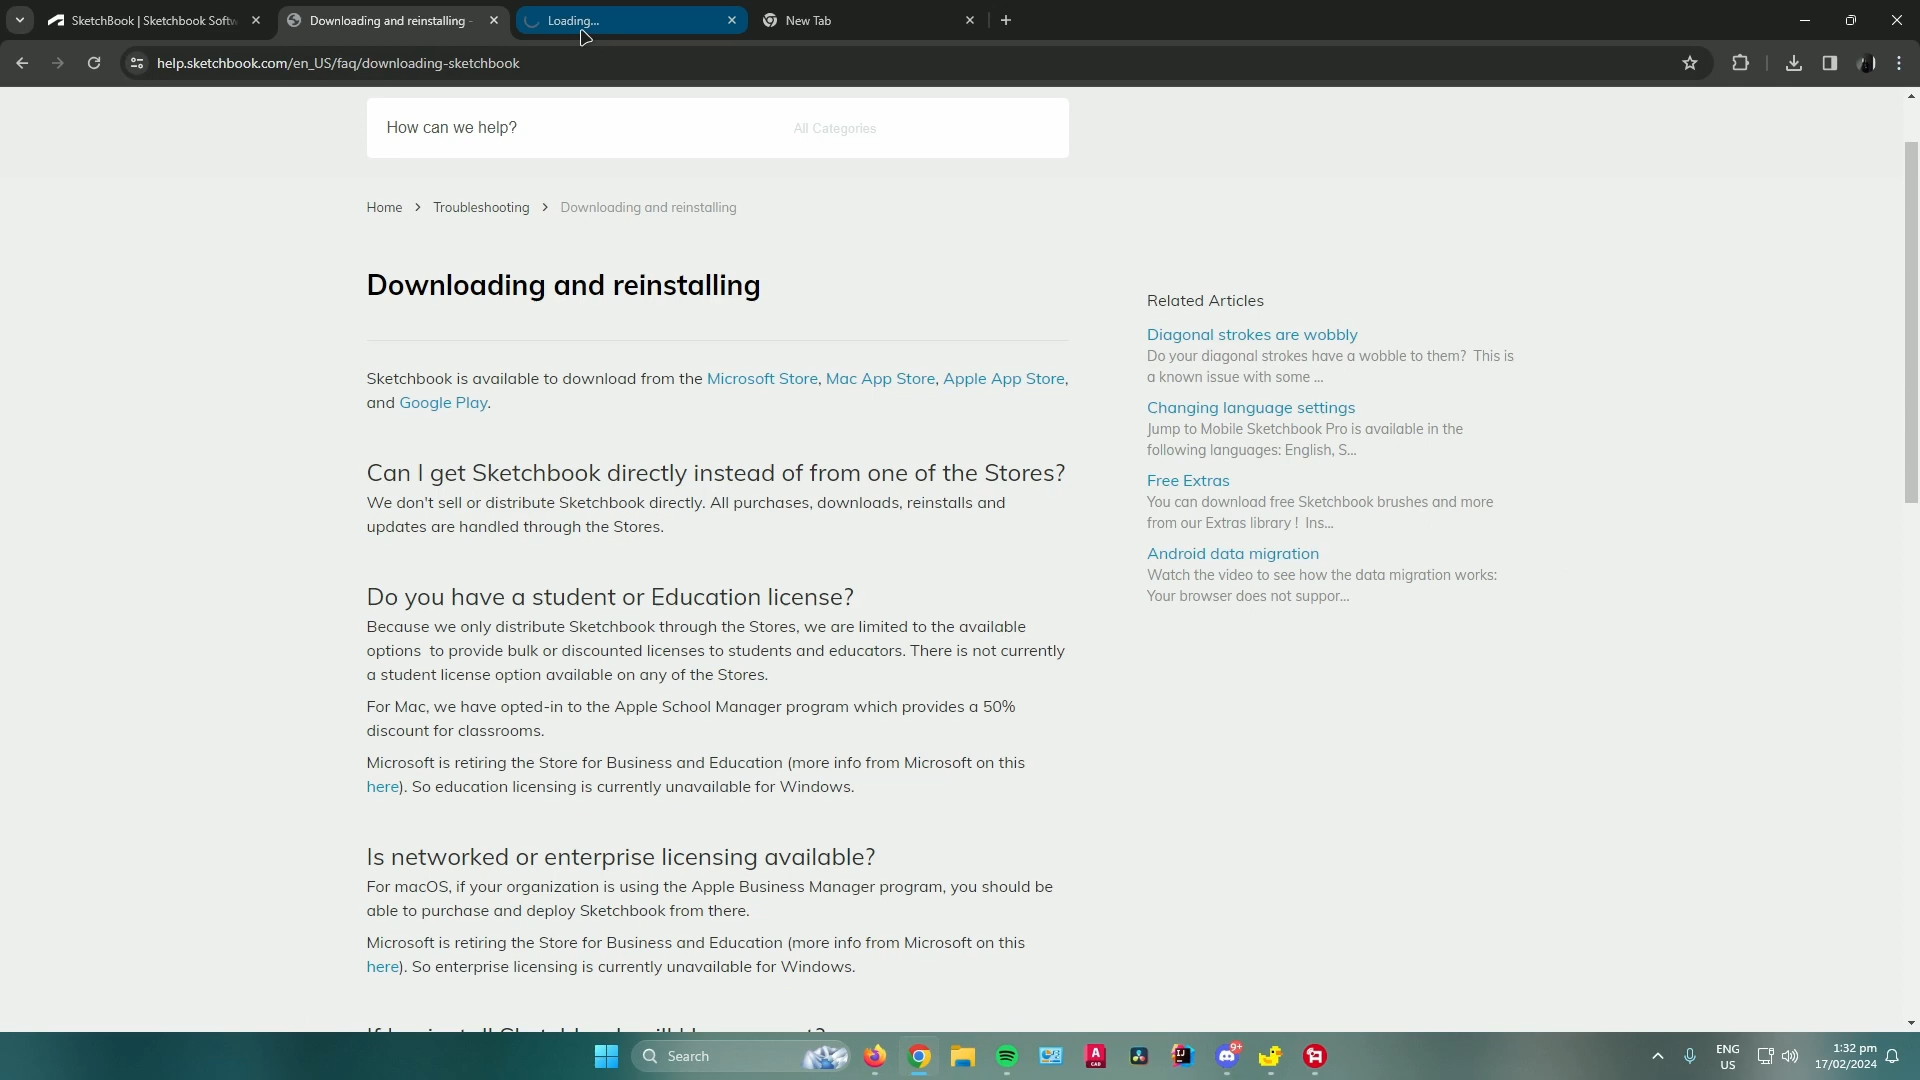 SketchBook | Sketchbook Softw
Downloading and reinstalling -
Loading...
New Tab
help.sketchbook.com/en_US/faq/downloading-sketchbook
How can we help?
All Categories
Home > Troubleshooting > Downloading and reinstalling
Downloading and reinstalling
Sketchbook is available to download from the Microsoft Store, Mac App Store, Apple App Store,
and Google Play.
Can I get Sketchbook directly instead of from one of the Stores?
We don't sell or distribute Sketchbook directly. All purchases, downloads, reinstalls and
updates are handled through the Stores.
Do you have a student or Education license?
Because we only distribute Sketchbook through the Stores, we are limited to the available
options  to provide bulk or discounted licenses to students and educators. There is not currently
a student license option available on any of the Stores.
For Mac, we have opted-in to the Apple School Manager program which provides a 50%
discount for classrooms.
Microsoft is retiring the Store for Business and Education (more info from Microsoft on this
here). So education licensing is currently unavailable for Windows.
Is networked or enterprise licensing available?
For macOS, if your organization is using the Apple Business Manager program, you should be
able to purchase and deploy Sketchbook from there.
Microsoft is retiring the Store for Business and Education (more info from Microsoft on this
here). So enterprise licensing is currently unavailable for Windows.
Related Articles
Diagonal strokes are wobbly
Do your diagonal strokes have a wobble to them?  This is
a known issue with some ...
Changing language settings
Jump to Mobile Sketchbook Pro is available in the
following languages: English, S...
Free Extras
You can download free Sketchbook brushes and more
from our Extras library !  Ins...
Android data migration
Watch the video to see how the data migration works:
Your browser does not suppor...
Search
9+
ENG
US
1:32 pm
17/02/2024